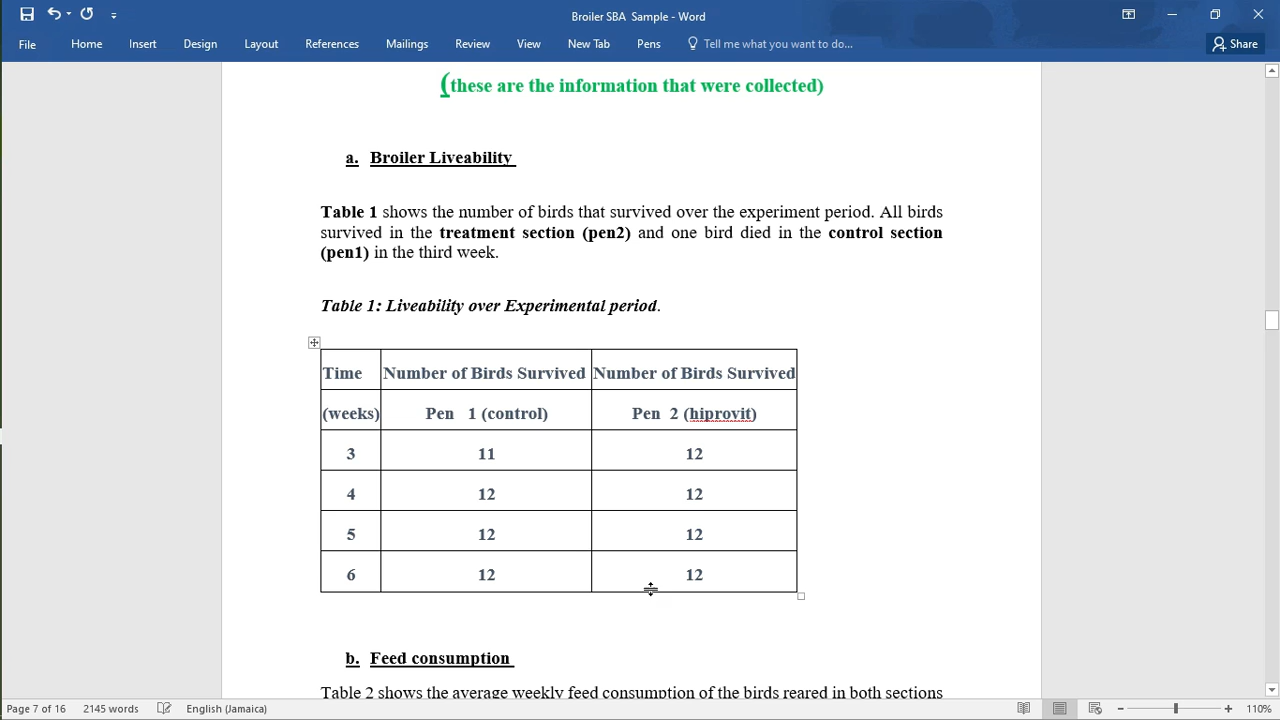 Broiler SBA  Sample - Word
File Home Insert Design Layout References Mailings Review View New Tab Pens Tell me what you want to do... Share
(these are the information that were collected)
a. Broiler Liveability
Table 1 shows the number of birds that survived over the experiment period. All birds
survived in the treatment section (pen2) and one bird died in the control section
(pen1) in the third week.
Table 1: Liveability over Experimental period.
Time Number of Birds Survived Number of Birds Survived
(weeks) Pen 1 (control) Pen 2 (hiprovit)
3 11 12
4 12 12
5 12 12
6 12 12
b. Feed consumption
Table 2 shows the average weekly feed consumption of the birds reared in both sections
Page 7 of 16 2145 words English (Jamaica) 110%